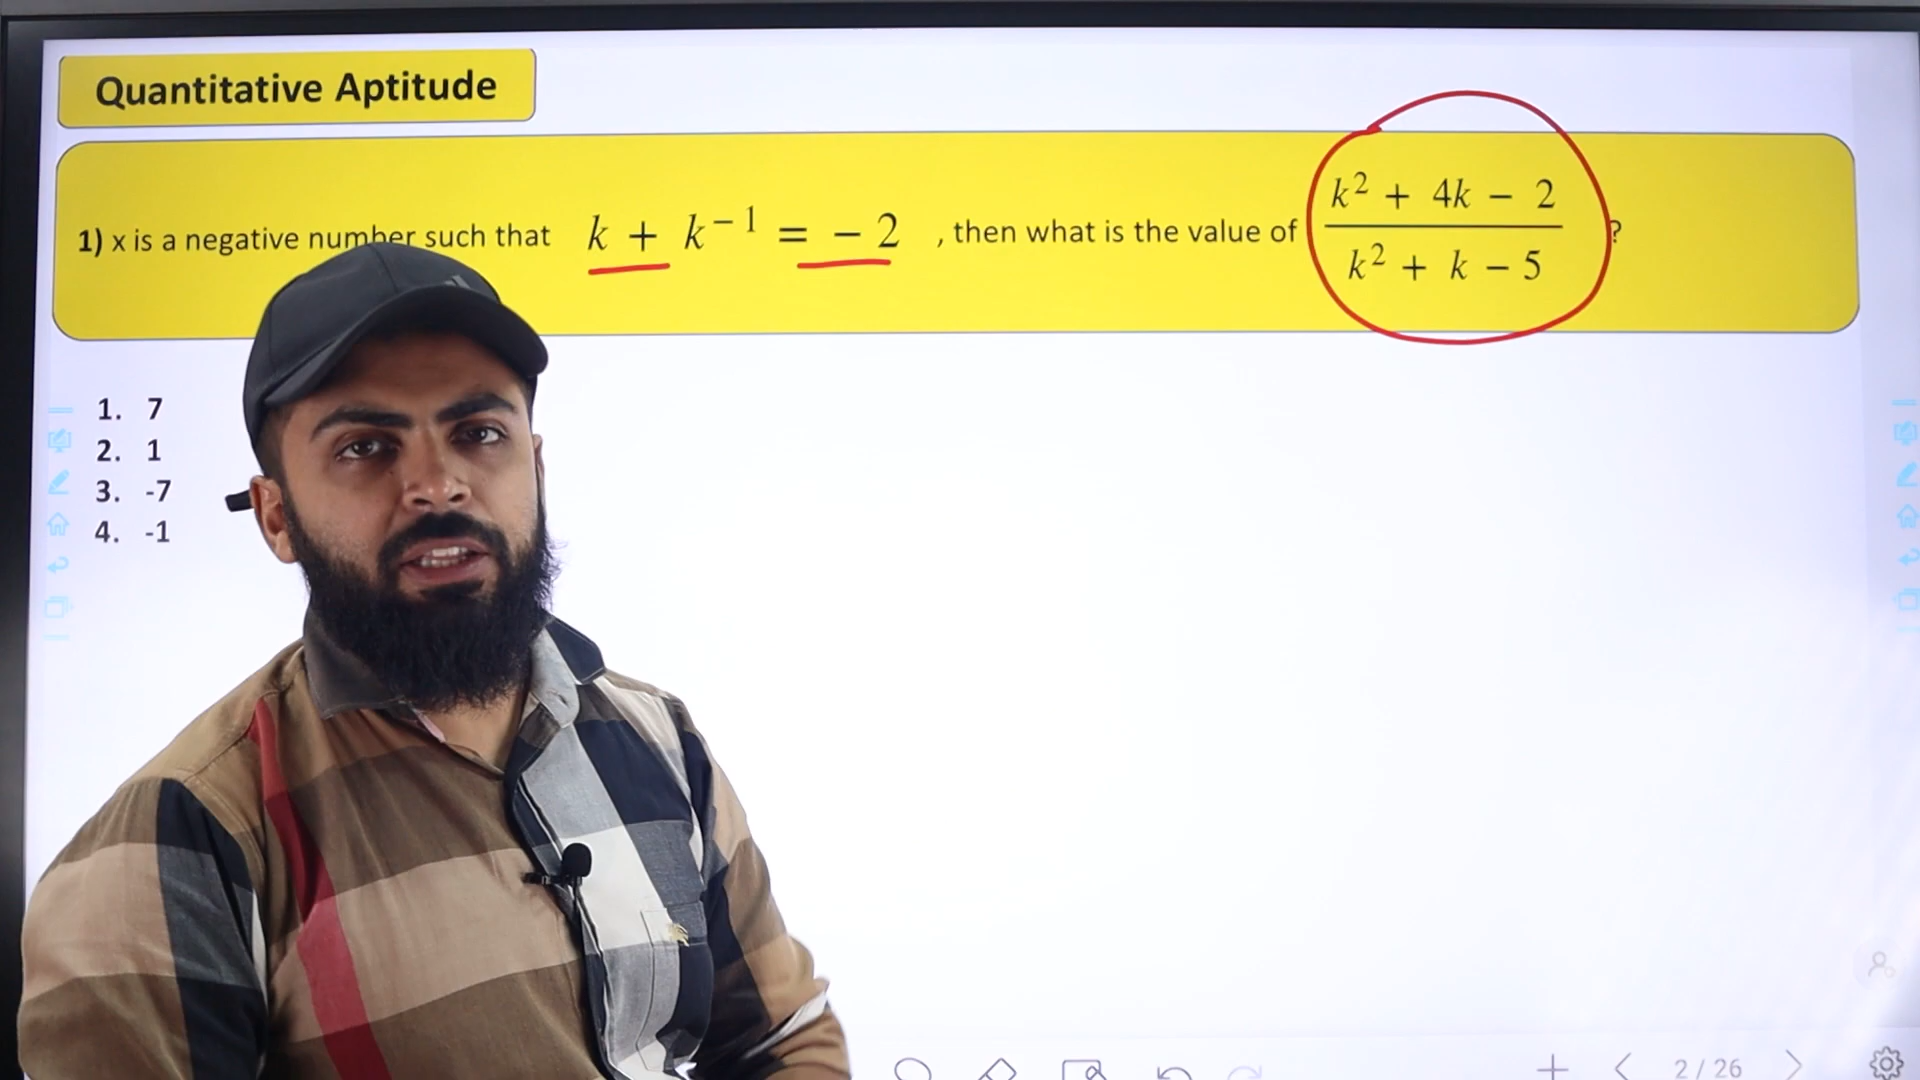 Quantitative Aptitude
1) x is a negative number such that k + k⁻¹ = − 2 , then what is the value of (k² + 4k − 2)/(k² + k − 5) ?
1. 7
2. 1
3. -7
4. -1
2 / 26